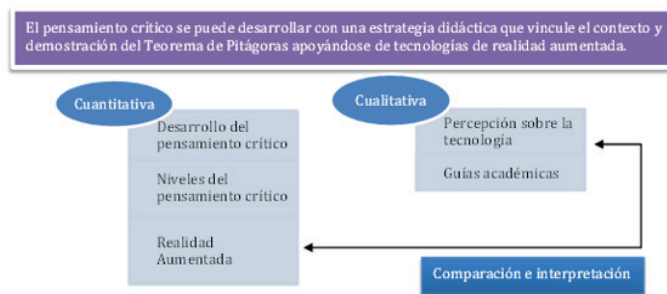 El pensamiento crítico se puede desarrollar con una estrategia didáctica que vincule el contexto y
demostración del Teorema de Pitágoras apoyándose de tecnologías de realidad aumentada.
Cuantitativa
Desarrollo del
pensamiento crítico
Niveles del
pensamiento crítico
Realidad
Aumentada
Cualitativa
Percepción sobre la
tecnología
Guías académicas
Comparación e interpretación